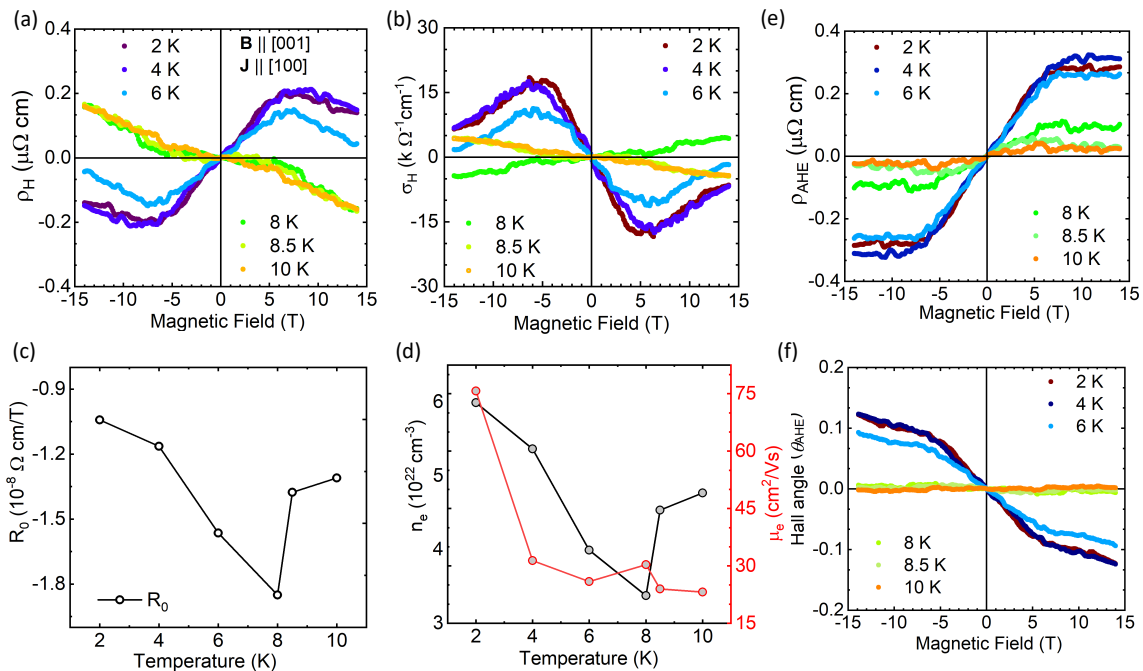 (a)
B || [001]
J || [100]
2 K
4 K
6 K
8 K
8.5 K
10 K
ρH (μΩ cm)
0.4
0.2
0.0
-0.2
-0.4
-15 -10 -5 0 5 10 15
Magnetic Field (T)
(b)
2 K
4 K
6 K
8 K
8.5 K
10 K
σH (k Ω-1 cm-1)
30
15
0
-15
-30
-15 -10 -5 0 5 10 15
Magnetic Field (T)
(e)
2 K
4 K
6 K
8 K
8.5 K
10 K
ρAHE (μΩ cm)
0.4
0.2
0.0
-0.2
-0.4
-15 -10 -5 0 5 10 15
Magnetic Field (T)
(c)
R0 (10-8 Ω cm/T)
-0.9
-1.2
-1.5
-1.8
R0
2 4 6 8 10
Temperature (K)
(d)
ne (1022 cm-3)
6
5
4
3
μe (cm2/Vs)
75
60
45
30
15
2 4 6 8 10
Temperature (K)
(f)
2 K
4 K
6 K
8 K
8.5 K
10 K
Hall angle (θAHE)
0.2
0.1
0.0
-0.1
-0.2
-15 -10 -5 0 5 10 15
Magnetic Field (T)